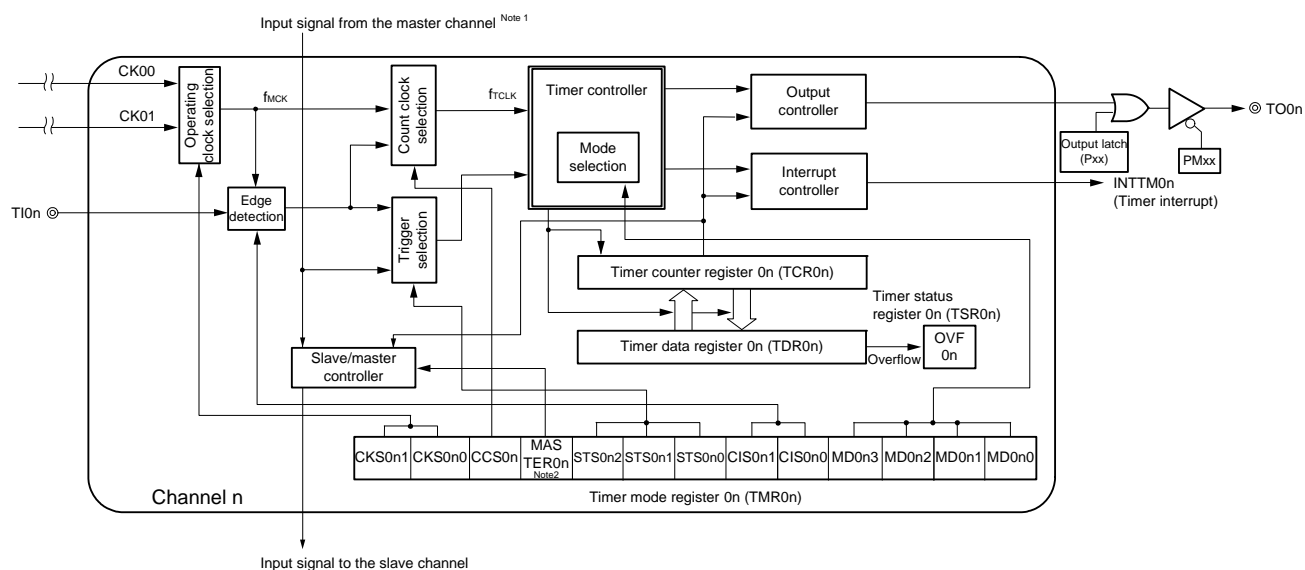 Input signal from the master channel Note 1
CK00
CK01
Operating
clock selection
fMCK
Count clock
selection
fTCLK
Timer controller
Mode
selection
Output
controller
TO0n
Output latch
(Pxx)
PMxx
Interrupt
controller
INTTM0n
(Timer interrupt)
TI0n
Edge
detection
Trigger
selection
Timer counter register 0n (TCR0n)
Timer status
register 0n (TSR0n)
Timer data register 0n (TDR0n)
Overflow
OVF
0n
Slave/master
controller
CKS0n1
CKS0n0
CCS0n
MAS
TER0n
Note2
STS0n2
STS0n1
STS0n0
CIS0n1
CIS0n0
MD0n3
MD0n2
MD0n1
MD0n0
Channel n
Timer mode register 0n (TMR0n)
Input signal to the slave channel